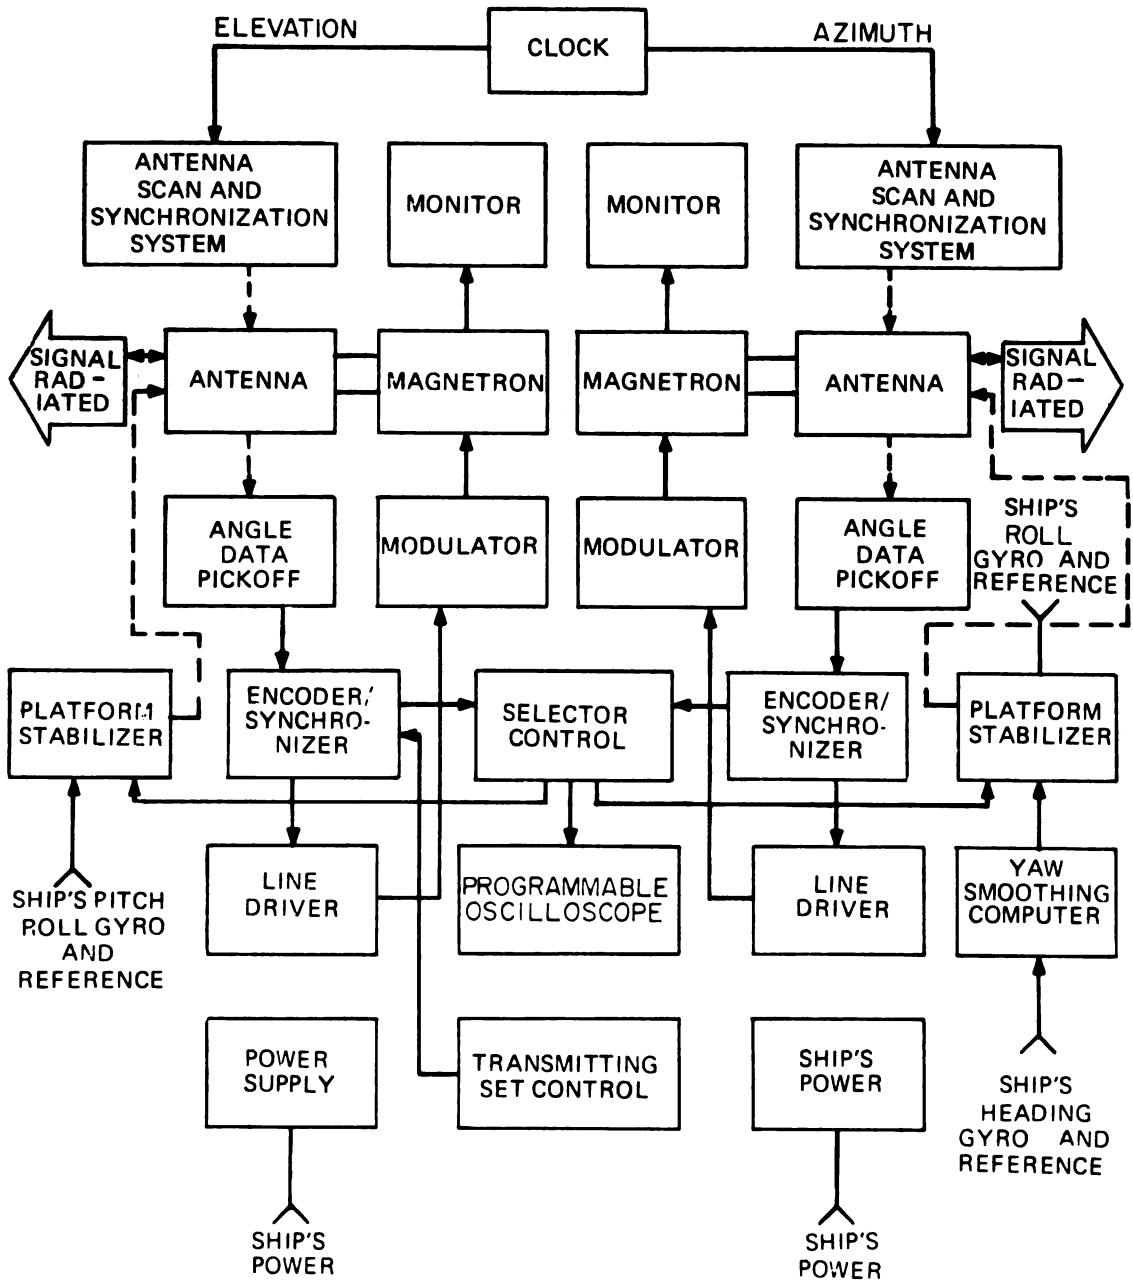 ELEVATION
CLOCK
AZIMUTH
ANTENNA
SCAN AND
SYNCHRONIZATION
SYSTEM
MONITOR
MONITOR
ANTENNA
SCAN AND
SYNCHRONIZATION
SYSTEM
SIGNAL
RAD-
IATED
ANTENNA
MAGNETRON
MAGNETRON
ANTENNA
SIGNAL
RAD-
IATED
ANGLE
DATA
PICKOFF
MODULATOR
MODULATOR
ANGLE
DATA
PICKOFF
SHIP'S
ROLL
GYRO AND
REFERENCE
PLATFORM
STABILIZER
ENCODER/
SYNCHRO-
NIZER
SELECTOR
CONTROL
ENCODER/
SYNCHRO-
NIZER
PLATFORM
STABILIZER
SHIP'S PITCH
ROLL GYRO
AND
REFERENCE
LINE
DRIVER
PROGRAMMABLE
OSCILLOSCOPE
LINE
DRIVER
YAW
SMOOTHING
COMPUTER
POWER
SUPPLY
TRANSMITTING
SET CONTROL
SHIP'S
POWER
SHIP'S
HEADING
GYRO AND
REFERENCE
SHIP'S
POWER
SHIP'S
POWER